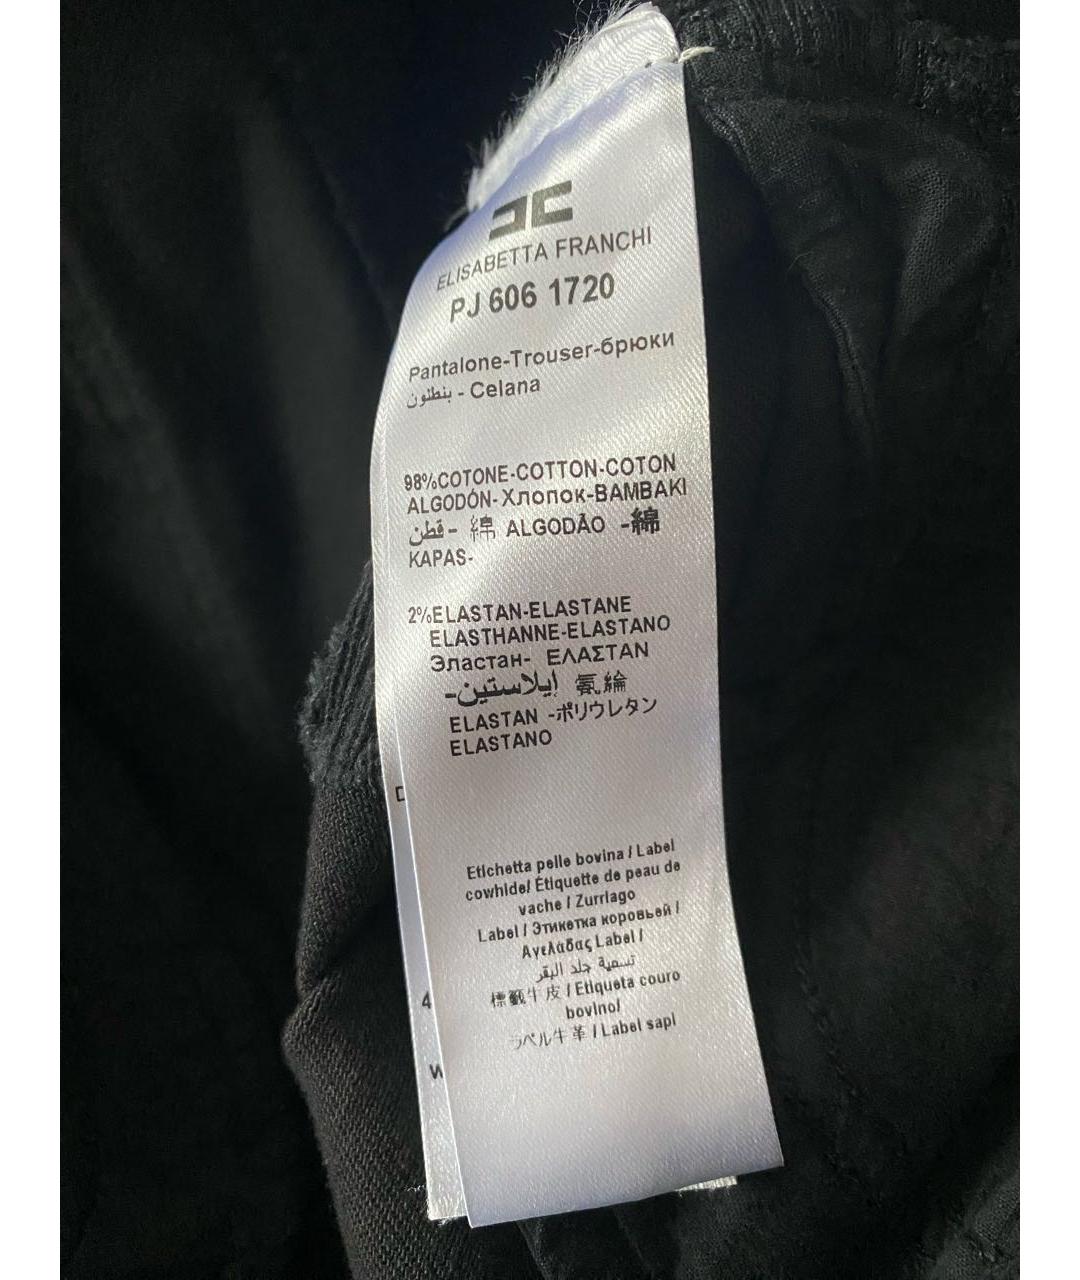 ELISABETTA FRANCHI
PJ 606 1720
Pantalone-Trouser-брюки
بنطلون - Celana
98%COTONE-COTTON-COTON
ALGODÓN-Хлопок-BAMBAKI
قطن - 綿 ALGODÃO -綿
KAPAS-
2%ELASTAN-ELASTANE
ELASTHANNE-ELASTANO
Эластан- ΕΛΑΣΤΑΝ
-إيلاستين 氨綸
ELASTAN -ポリウレタン
ELASTANO
Etichetta pelle bovina / Label
cowhide/ Étiquette de peau de
vache / Zurriago
Label / Этикетка коровьей /
Αγελάδας Label /
تسمية جلد البقر
標籤牛皮 / Etiqueta couro
bovino/
ラベル牛革 / Label sapi
4
W